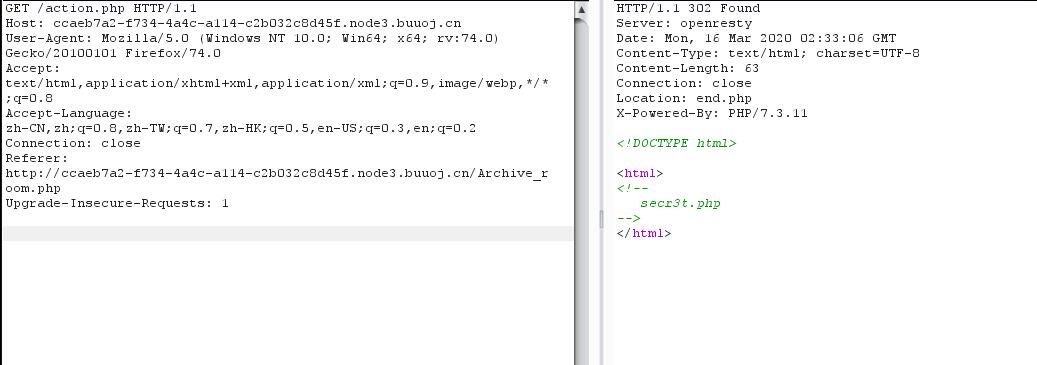 GET /action.php HTTP/1.1
Host: ccaeb7a2-f734-4a4c-a114-c2b032c8d45f.node3.buuoj.cn
User-Agent: Mozilla/5.0 (Windows NT 10.0; Win64; x64; rv:74.0)
Gecko/20100101 Firefox/74.0
Accept:
text/html,application/xhtml+xml,application/xml;q=0.9,image/webp,*/*
;q=0.8
Accept-Language:
zh-CN,zh;q=0.8,zh-TW;q=0.7,zh-HK;q=0.5,en-US;q=0.3,en;q=0.2
Connection: close
Referer:
http://ccaeb7a2-f734-4a4c-a114-c2b032c8d45f.node3.buuoj.cn/Archive_r
oom.php
Upgrade-Insecure-Requests: 1
HTTP/1.1 302 Found
Server: openresty
Date: Mon, 16 Mar 2020 02:33:06 GMT
Content-Type: text/html; charset=UTF-8
Content-Length: 63
Connection: close
Location: end.php
X-Powered-By: PHP/7.3.11
<!DOCTYPE html>
<html>
<!--
secr3t.php
-->
</html>